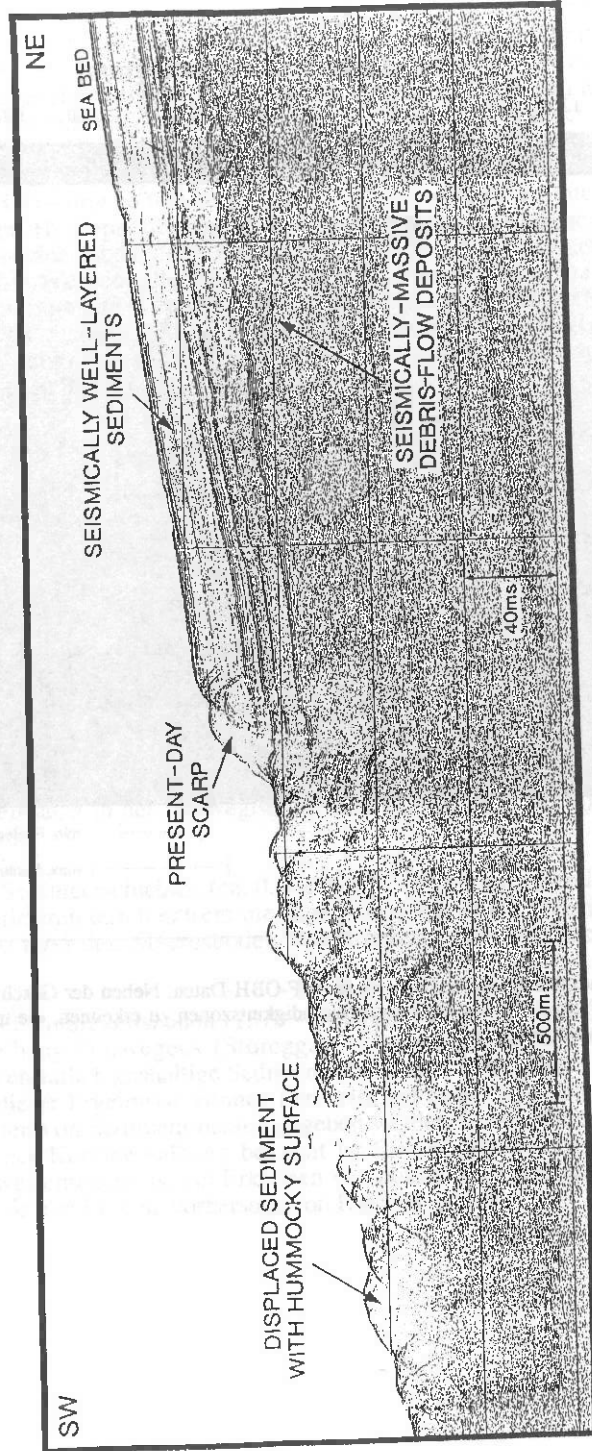 SW
NE
SEA BED
SEISMICALLY WELL--LAYERED
SEDIMENTS
PRESENT-DAY
SCARP
SEISMICALLY-MASSIVE
DEBRIS-FLOW DEPOSITS
DISPLACED SEDIMENT
WITH HUMMOCKY SURFACE
500m
40ms